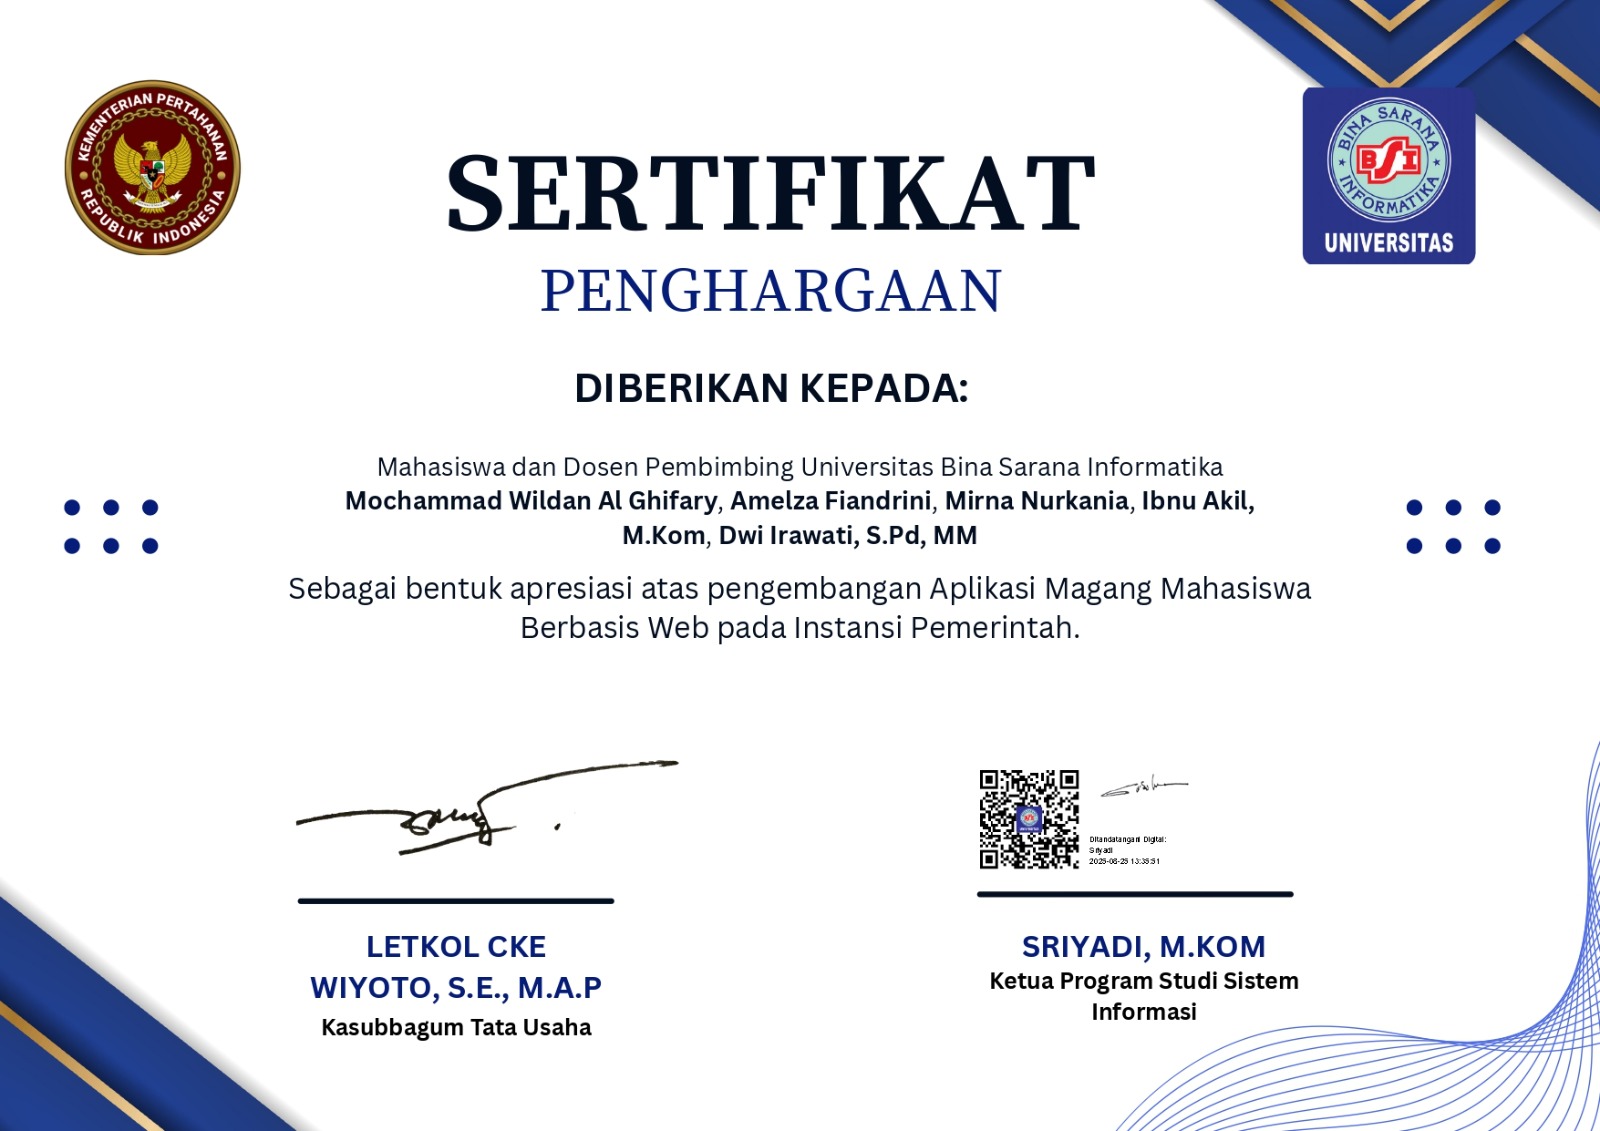 KEMENTERIAN PERTAHANAN
REPUBLIK INDONESIA
BINA SARANA
BSI
INFORMATIKA
UNIVERSITAS
SERTIFIKAT
PENGHARGAAN
DIBERIKAN KEPADA:
Mahasiswa dan Dosen Pembimbing Universitas Bina Sarana Informatika
Mochammad Wildan Al Ghifary, Amelza Fiandrini, Mirna Nurkania, Ibnu Akil,
M.Kom, Dwi Irawati, S.Pd, MM
Sebagai bentuk apresiasi atas pengembangan Aplikasi Magang Mahasiswa
Berbasis Web pada Instansi Pemerintah.
Ditandatangani Digital:
Sriyadi
LETKOL CKE
WIYOTO, S.E., M.A.P
Kasubbagum Tata Usaha
SRIYADI, M.KOM
Ketua Program Studi Sistem
Informasi